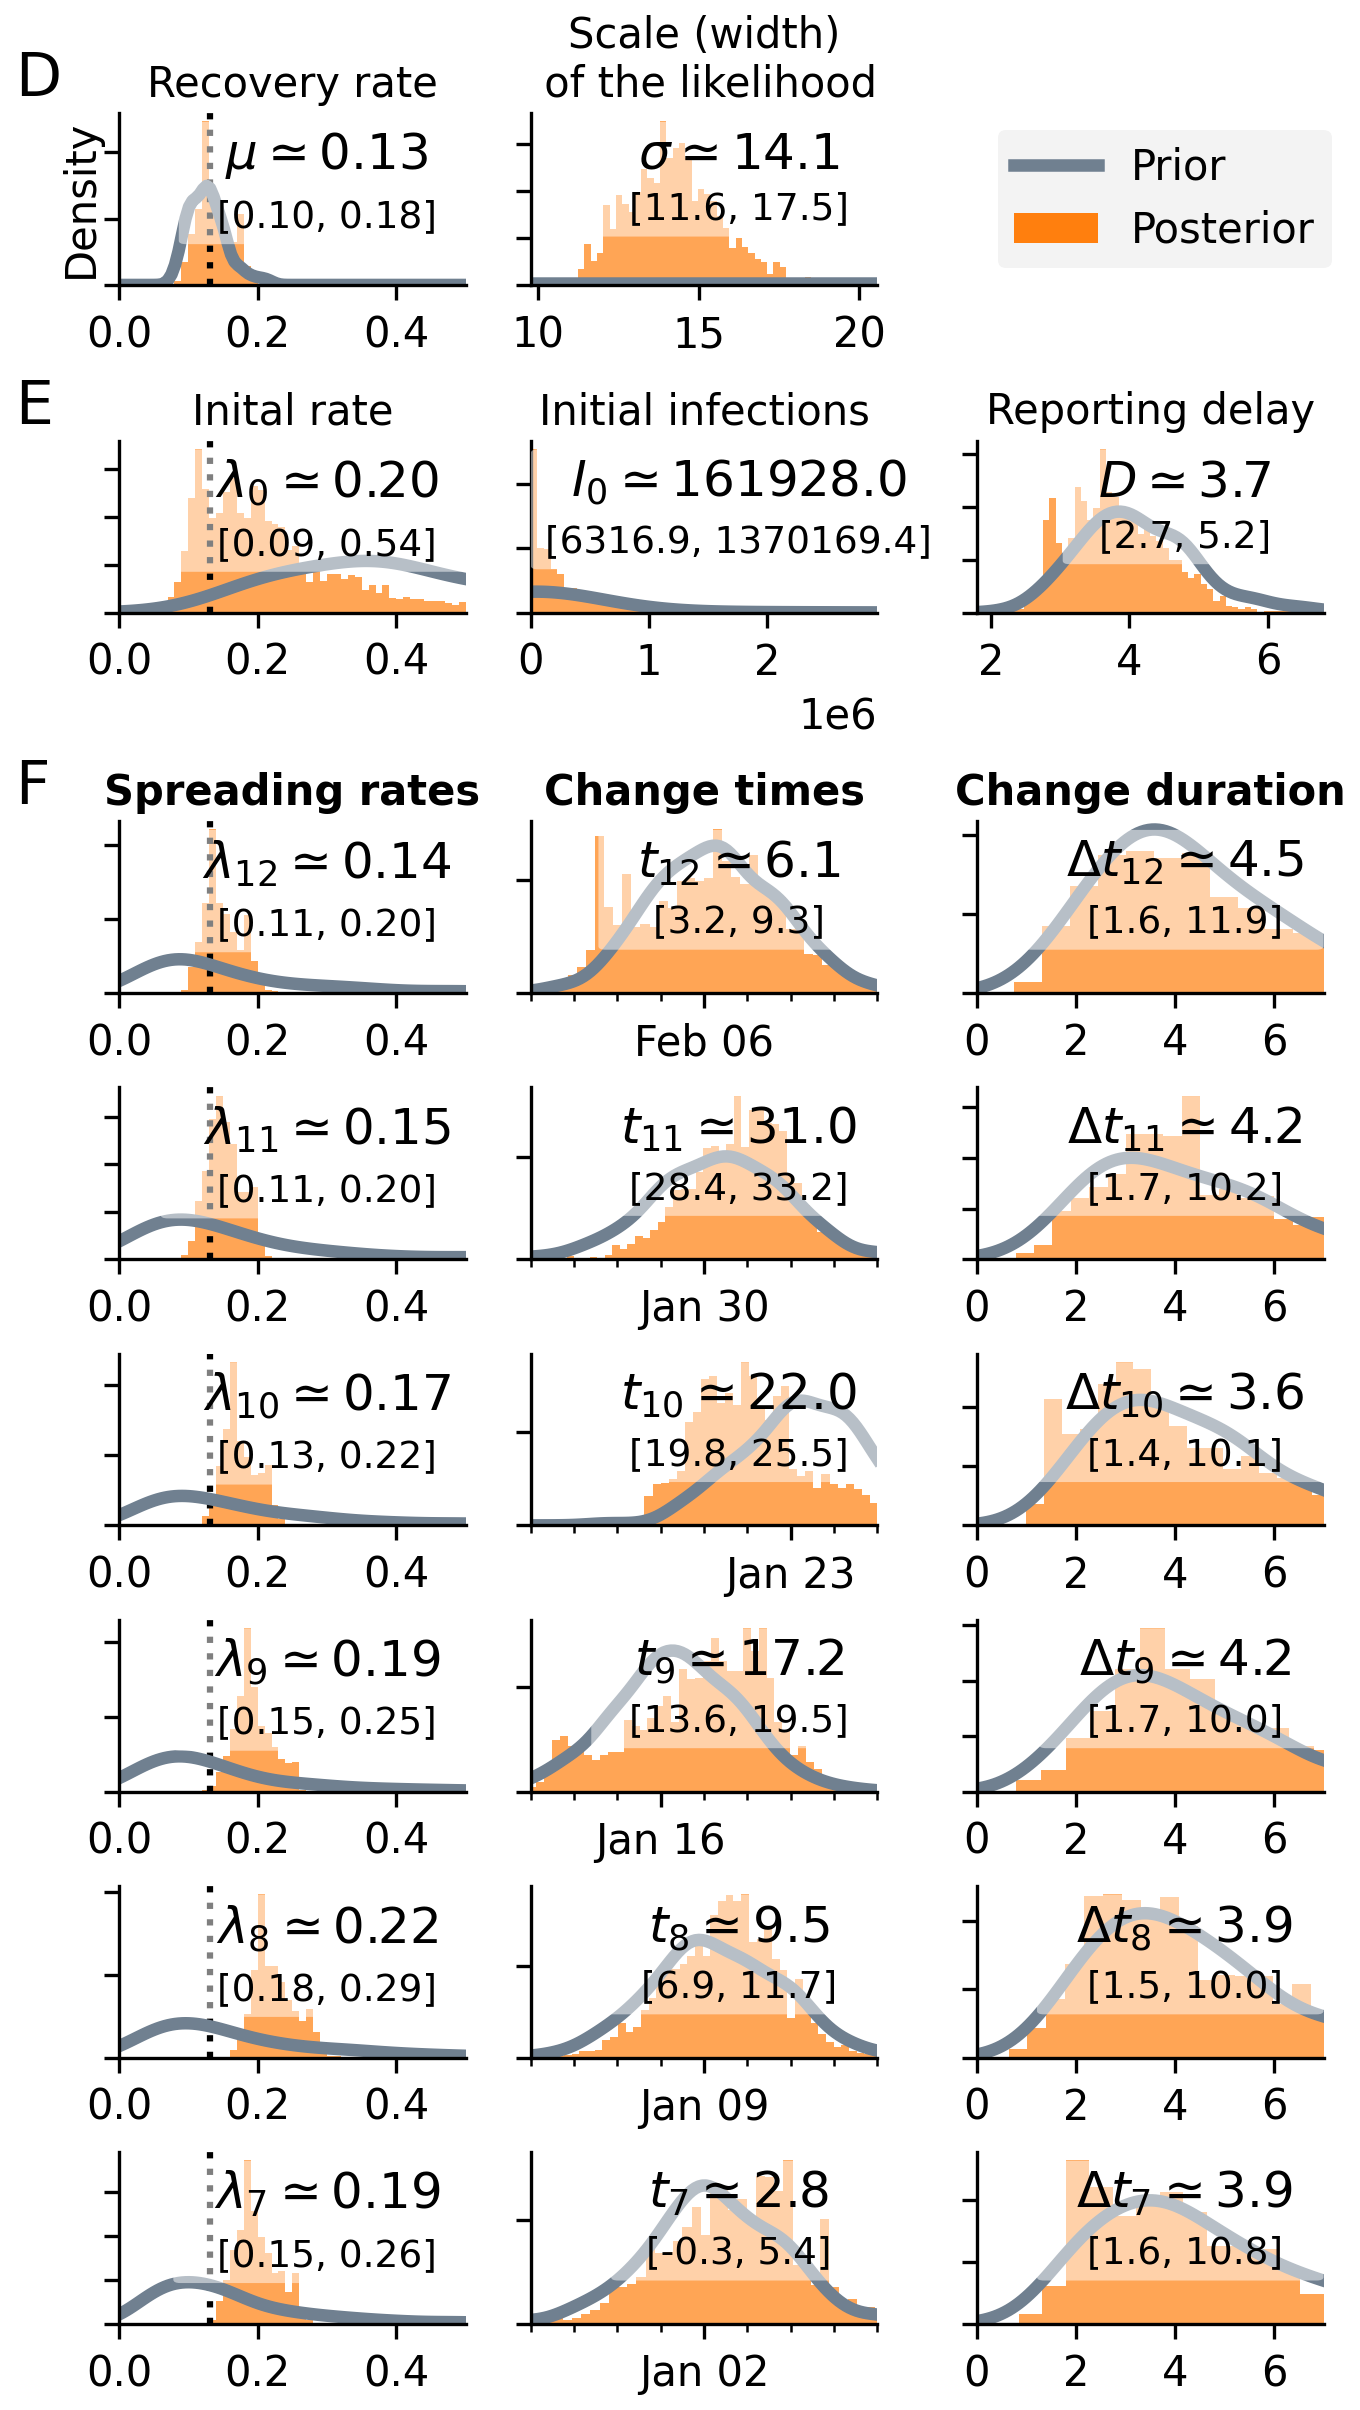 D
Recovery rate
Scale (width)
of the likelihood
Density
μ ≃ 0.13
[0.10, 0.18]
σ ≃ 14.1
[11.6, 17.5]
Prior
Posterior
0.0 0.2 0.4
10 15 20
E
Inital rate
Initial infections
Reporting delay
λ0 ≃ 0.20
[0.09, 0.54]
I0 ≃ 161928.0
[6316.9, 1370169.4]
D ≃ 3.7
[2.7, 5.2]
0.0 0.2 0.4
0 1 2
1e6
2 4 6
F
Spreading rates
Change times
Change duration
λ12 ≃ 0.14
[0.11, 0.20]
t12 ≃ 6.1
[3.2, 9.3]
Δt12 ≃ 4.5
[1.6, 11.9]
0.0 0.2 0.4
Feb 06
0 2 4 6
λ11 ≃ 0.15
[0.11, 0.20]
t11 ≃ 31.0
[28.4, 33.2]
Δt11 ≃ 4.2
[1.7, 10.2]
0.0 0.2 0.4
Jan 30
0 2 4 6
λ10 ≃ 0.17
[0.13, 0.22]
t10 ≃ 22.0
[19.8, 25.5]
Δt10 ≃ 3.6
[1.4, 10.1]
0.0 0.2 0.4
Jan 23
0 2 4 6
λ9 ≃ 0.19
[0.15, 0.25]
t9 ≃ 17.2
[13.6, 19.5]
Δt9 ≃ 4.2
[1.7, 10.0]
0.0 0.2 0.4
Jan 16
0 2 4 6
λ8 ≃ 0.22
[0.18, 0.29]
t8 ≃ 9.5
[6.9, 11.7]
Δt8 ≃ 3.9
[1.5, 10.0]
0.0 0.2 0.4
Jan 09
0 2 4 6
λ7 ≃ 0.19
[0.15, 0.26]
t7 ≃ 2.8
[-0.3, 5.4]
Δt7 ≃ 3.9
[1.6, 10.8]
0.0 0.2 0.4
Jan 02
0 2 4 6